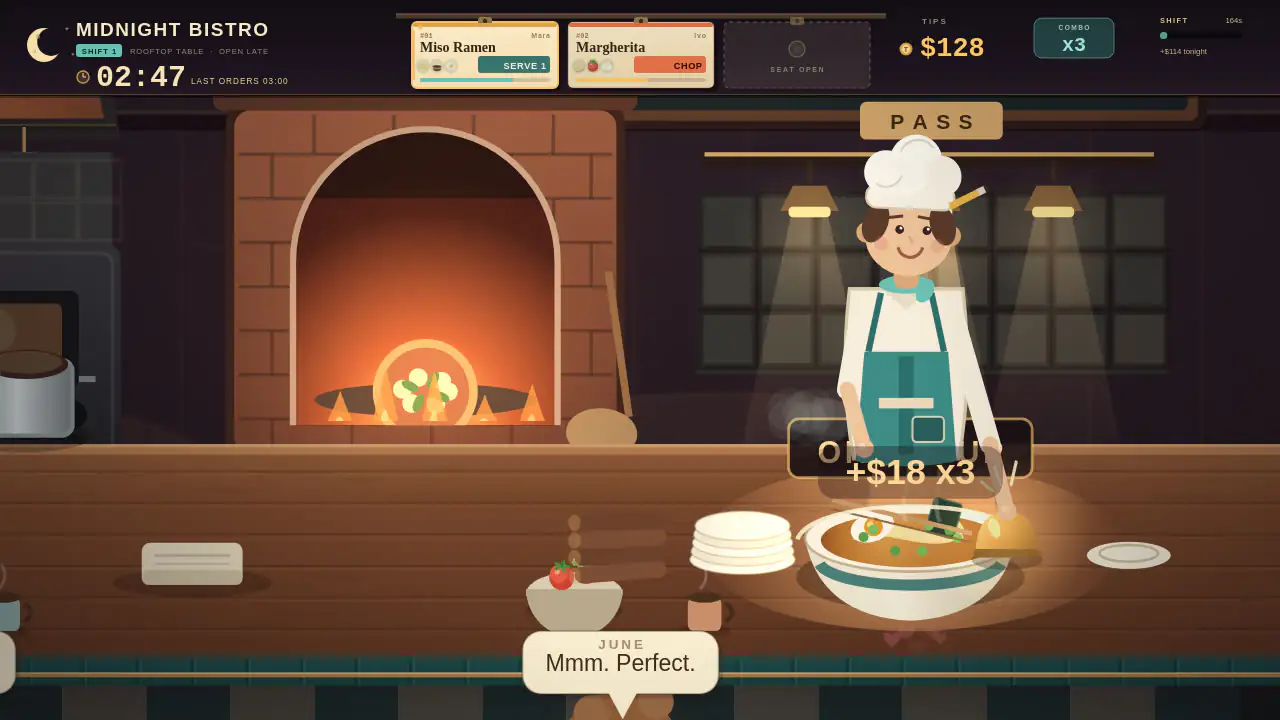 MIDNIGHT BISTRO
SHIFT 1
ROOFTOP TABLE · OPEN LATE
02:47
LAST ORDERS 03:00
#01
Mara
Miso Ramen
SERVE 1
#02
Ivo
Margherita
CHOP
SEAT OPEN
TIPS
$128
COMBO
x3
SHIFT
164s
+$114 tonight
PASS
+$18 x3
JUNE
Mmm. Perfect.